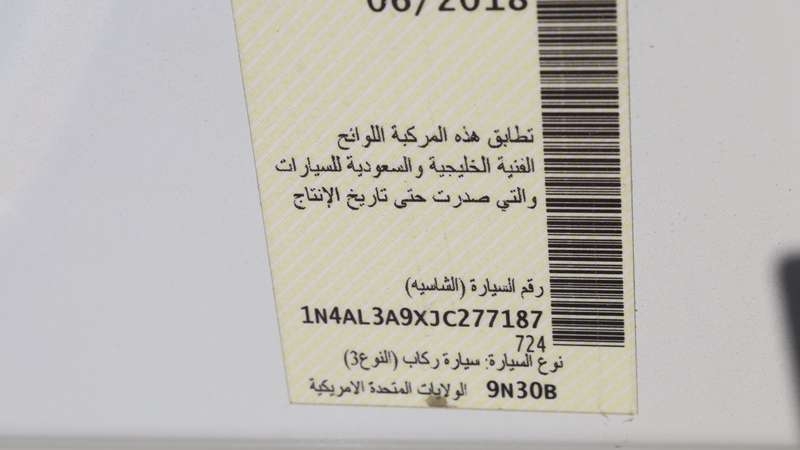 06/2018
تطابق هذه المركبة اللوائح
الفنية الخليجية والسعودية للسيارات
والتي صدرت حتى تاريخ الإنتاج
رقم السيارة (الشاسيه)
1N4AL3A9XJC277187
724
نوع السيارة: سيارة ركاب (النوع3)
الولايات المتحدة الامريكية 9N30B